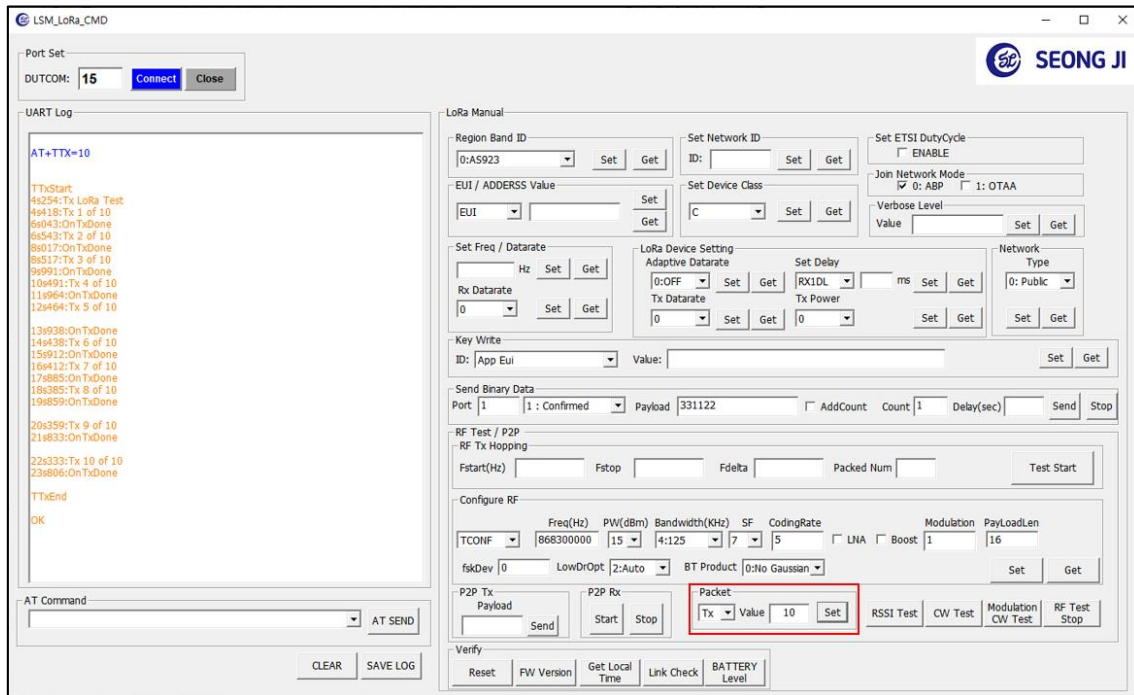 LSM_LoRa_CMD
Port Set
DUTCOM: 15 Connect Close
SEONG JI
UART Log
AT+TTX=10
TTxStart
4s254:Tx LoRa Test
4s418:Tx 1 of 10
6s043:OnTxDone
6s543:Tx 2 of 10
8s017:OnTxDone
8s517:Tx 3 of 10
9s991:OnTxDone
10s491:Tx 4 of 10
11s964:OnTxDone
12s464:Tx 5 of 10
13s938:OnTxDone
14s438:Tx 6 of 10
15s912:OnTxDone
16s412:Tx 7 of 10
17s885:OnTxDone
18s385:Tx 8 of 10
19s859:OnTxDone
20s359:Tx 9 of 10
21s833:OnTxDone
22s333:Tx 10 of 10
23s806:OnTxDone
TTxEnd
OK
AT Command
AT SEND
CLEAR SAVE LOG
LoRa Manual
Region Band ID
0:AS923 Set Get
Set Network ID
ID: Set Get
Set ETSI DutyCycle
ENABLE
Join Network Mode
0: ABP 1: OTAA
EUI / ADDERSS Value
EUI Set Get
Set Device Class
C Set Get
Verbose Level
Value Set Get
Set Freq / Datarate
Hz Set Get
Rx Datarate
0 Set Get
LoRa Device Setting
Adaptive Datarate Set Delay
0:OFF Set Get RX1DL ms Set Get
Tx Datarate Tx Power
0 Set Get 0 Set Get
Network
Type
0: Public
Set Get
Key Write
ID: App Eui Value: Set Get
Send Binary Data
Port 1 1 : Confirmed Payload 331122 AddCount Count 1 Delay(sec) Send Stop
RF Test / P2P
RF Tx Hopping
Fstart(Hz) Fstop Fdelta Packed Num Test Start
Configure RF
Freq(Hz) PW(dBm) Bandwidth(KHz) SF CodingRate Modulation PayLoadLen
TCONF 868300000 15 4:125 7 5 LNA Boost 1 16
fskDev 0 LowDrOpt 2:Auto BT Product 0:No Gaussian Set Get
P2P Tx
Payload
Send
P2P Rx
Start Stop
Packet
Tx Value 10 Set
RSSI Test CW Test Modulation CW Test RF Test Stop
Verify
Reset FW Version Get Local Time Link Check BATTERY Level